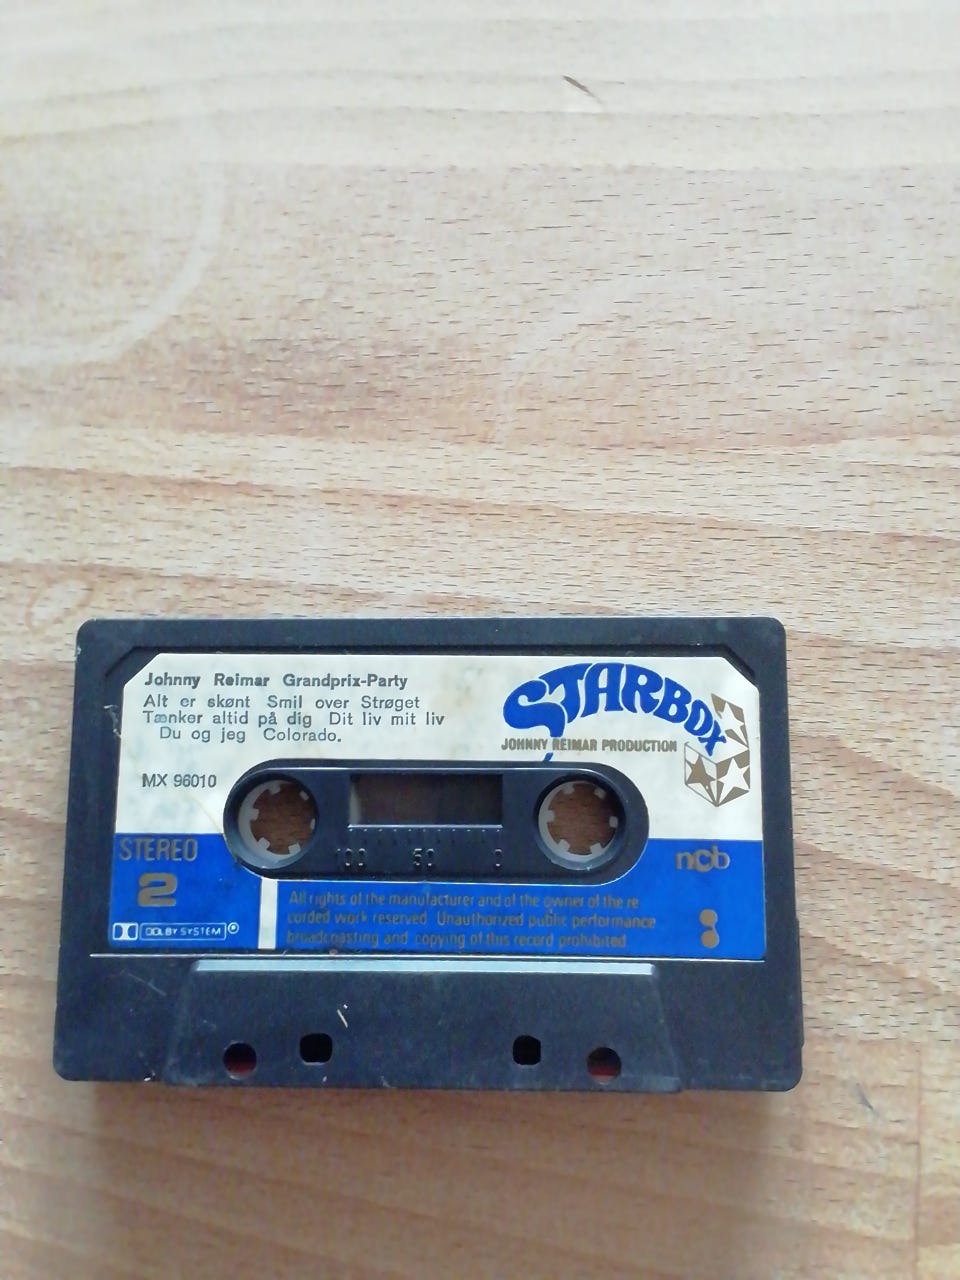 Johnny Reimar Grandprix-Party
Alt er skønt Smil over Strøget
Tænker altid på dig Dit liv mit liv
Du og jeg Colorado.
STARBOX
JOHNNY REIMAR PRODUCTION
MX 96010
100 50 0
STEREO
2
ncb
DOLBY SYSTEM®
All rights of the manufacturer and of the owner of the re
corded work reserved Unauthorized public performance
broadcasting and copying of this record prohibited